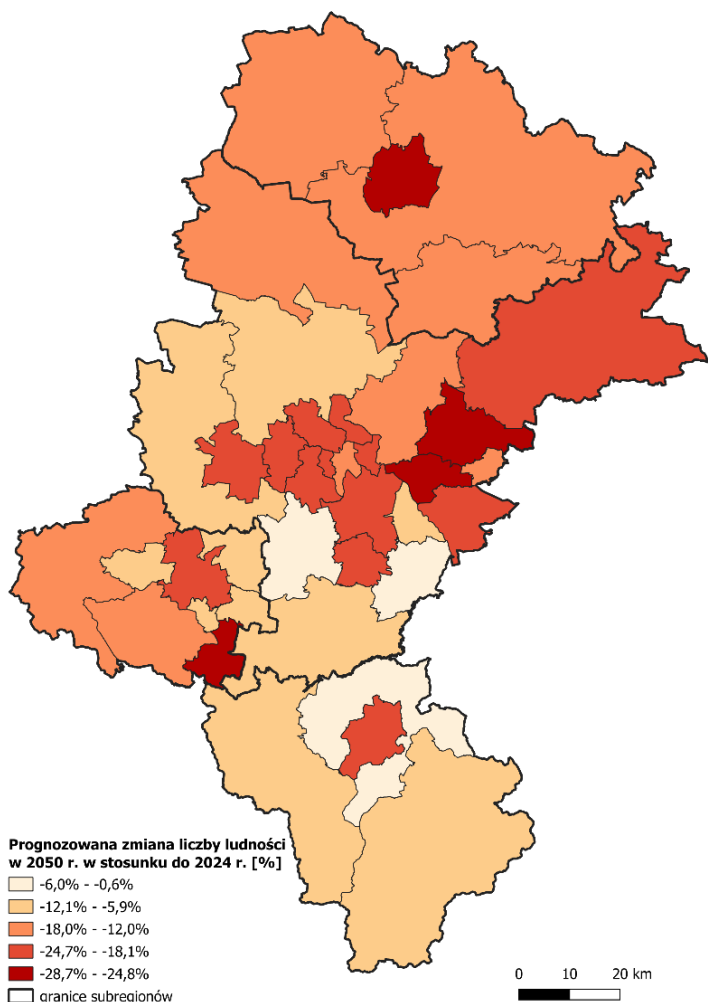 Prognozowana zmiana liczby ludności
w 2050 r. w stosunku do 2024 r. [%]
-6,0% - -0,6%
-12,1% - -5,9%
-18,0% - -12,0%
-24,7% - -18,1%
-28,7% - -24,8%
granice subregionów
0 10 20 km